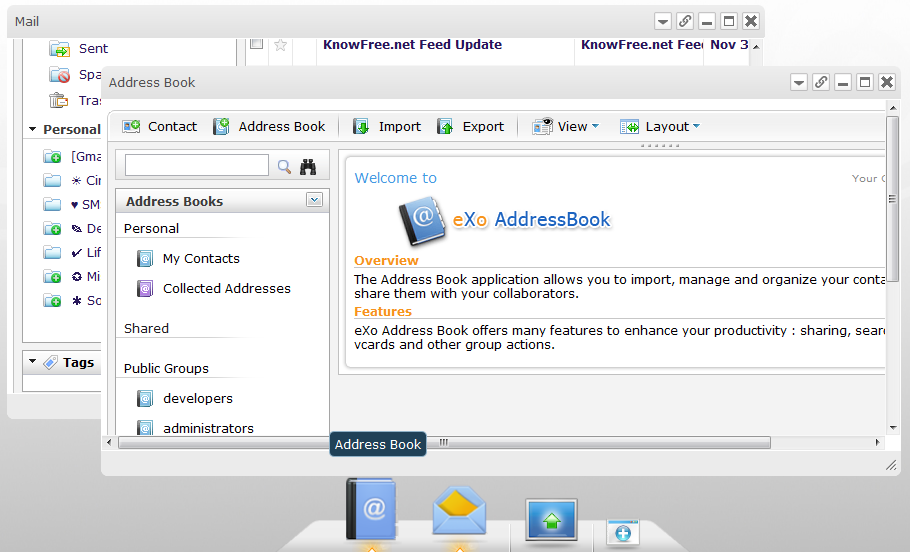 Mail
Sent
KnowFree.net Feed Update
KnowFree.net Fee
Nov 3
Spa
Tra
Personal
[Gma
Cir
SM
De
Lif
Mi
So
Tags
Address Book
Contact
Address Book
Import
Export
View
Layout
Address Books
Personal
My Contacts
Collected Addresses
Shared
Public Groups
developers
administrators
Welcome to
Your
eXo AddressBook
Overview
The Address Book application allows you to import, manage and organize your conta
share them with your collaborators.
Features
eXo Address Book offers many features to enhance your productivity : sharing, sear
vcards and other group actions.
Address Book